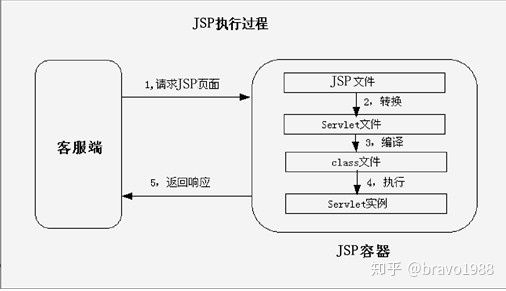 JSP执行过程
1,请求JSP页面
JSP文件
2，转换
Servlet文件
3，编译
客服端
class文件
4，执行
5，返回响应
Servlet实例
JSP容器
知乎 @bravo1988